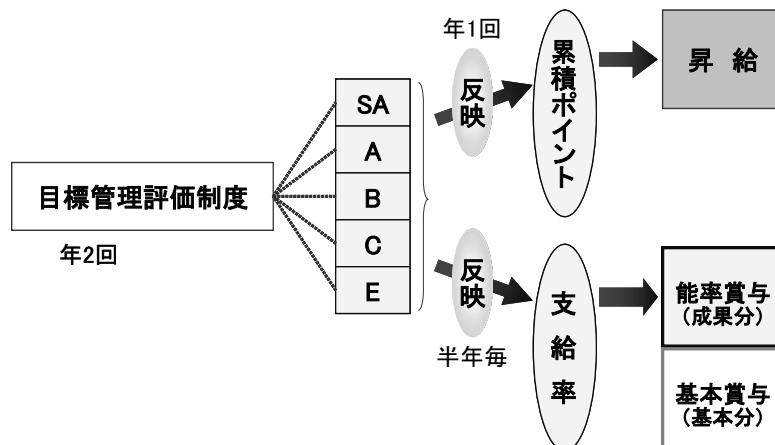 目標管理評価制度
年2回
SA
A
B
C
E
年1回
反映
累積ポイント
昇給
反映
半年毎
支給率
能率賞与
(成果分)
基本賞与
(基本分)